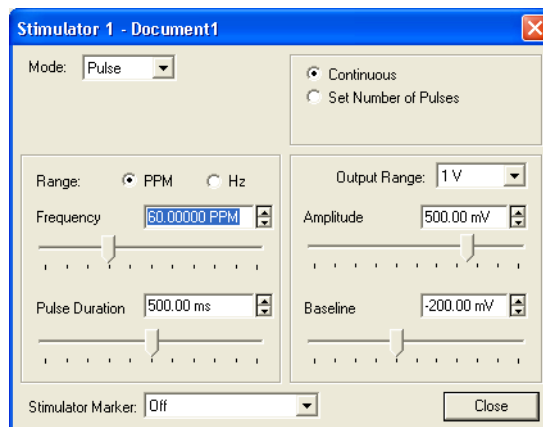 Stimulator 1 - Document1
Mode: Pulse
Continuous
Set Number of Pulses
Range: PPM Hz
Frequency 60.00000 PPM
Pulse Duration 500.00 ms
Output Range: 1 V
Amplitude 500.00 mV
Baseline -200.00 mV
Stimulator Marker: Off
Close